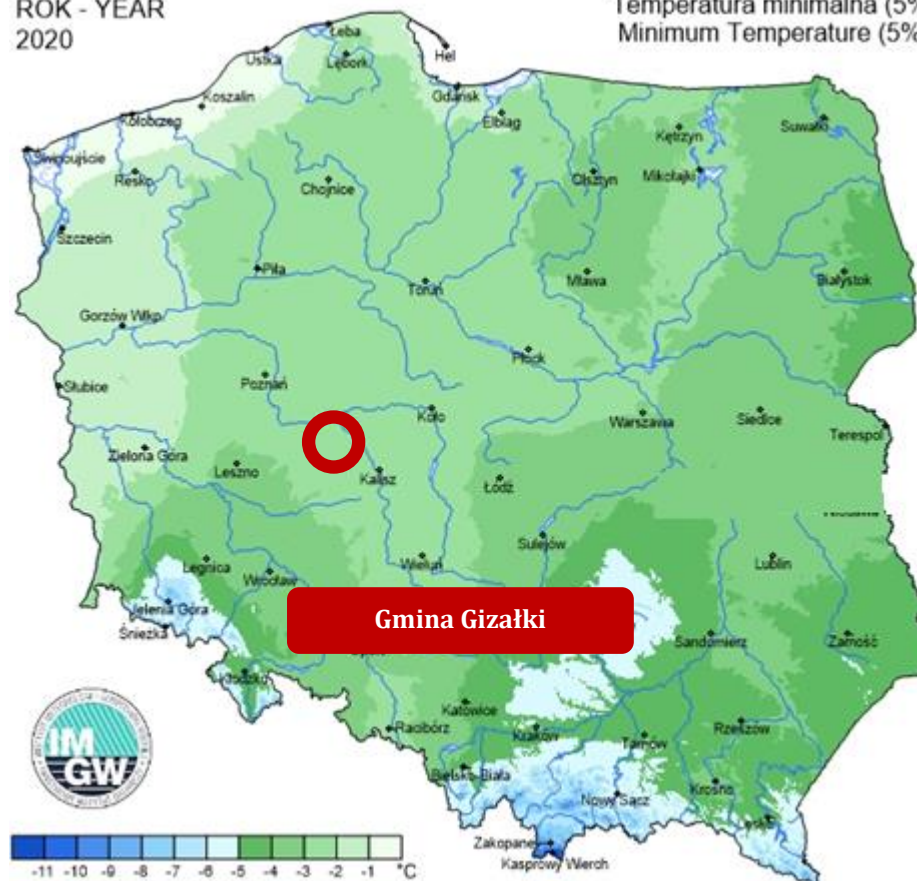 ROK - YEAR
2020
Temperatura minimalna (5%
Minimum Temperature (5%
Łeba
Ustka
Lębork
Hel
Gdańsk
Koszalin
Kołobrzeg
Elbląg
Kętrzyn
Suwałki
Świnoujście
Resko
Chojnice
Olsztyn
Mikołajki
Szczecin
Piła
Toruń
Mława
Białystok
Gorzów Wlkp
Płock
Poznań
Słubice
Koło
Warszawa
Siedlce
Terespol
Zielona Góra
Leszno
Kalisz
Łódź
Sulejów
Legnica
Wrocław
Wieluń
Lublin
Jelenia Góra
Gmina Gizałki
Śnieżka
Sandomierz
Zamość
Kłodzko
Katowice
Racibórz
Kraków
Tarnów
Rzeszów
IM
GW
Bielsko-Biała
Nowy Sącz
Krosno
Lesko
Zakopane
Kasprowy Wierch
-11 -10 -9 -8 -7 -6 -5 -4 -3 -2 -1 °C